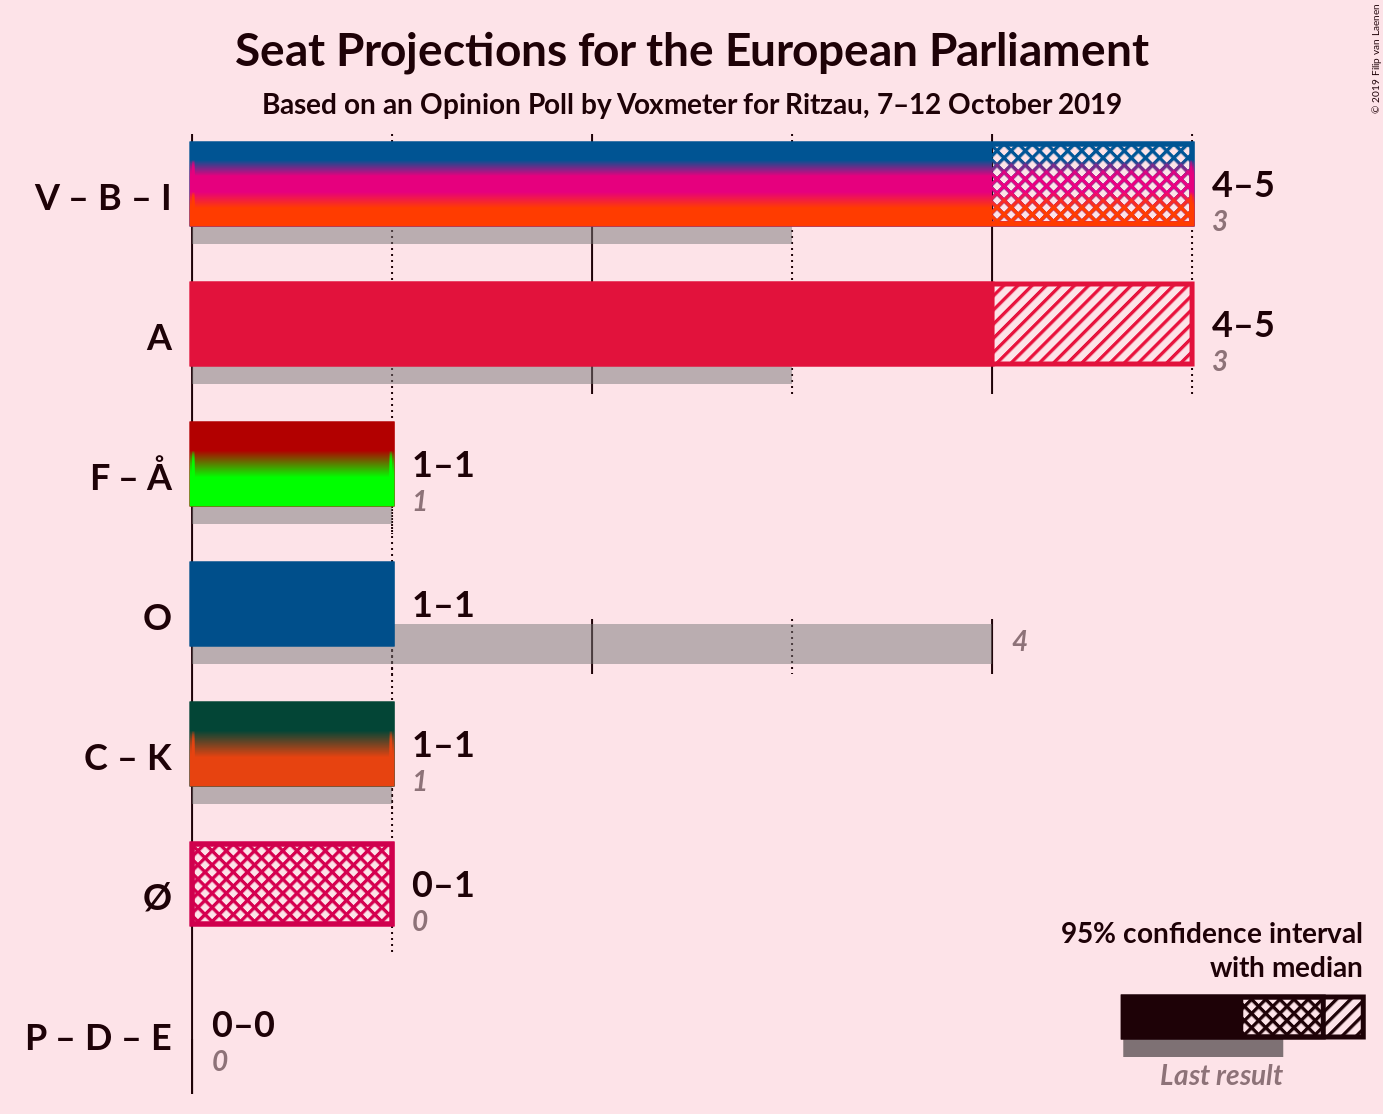 Seat Projections for the European Parliament
Based on an Opinion Poll by Voxmeter for Ritzau, 7–12 October 2019
© 2019 Filip van Laenen
V – B – I
4–5
3
A
4–5
3
F – Å
1–1
1
O
1–1
4
C – K
1–1
1
Ø
0–1
0
P – D – E
0–0
0
95% confidence interval
with median
Last result